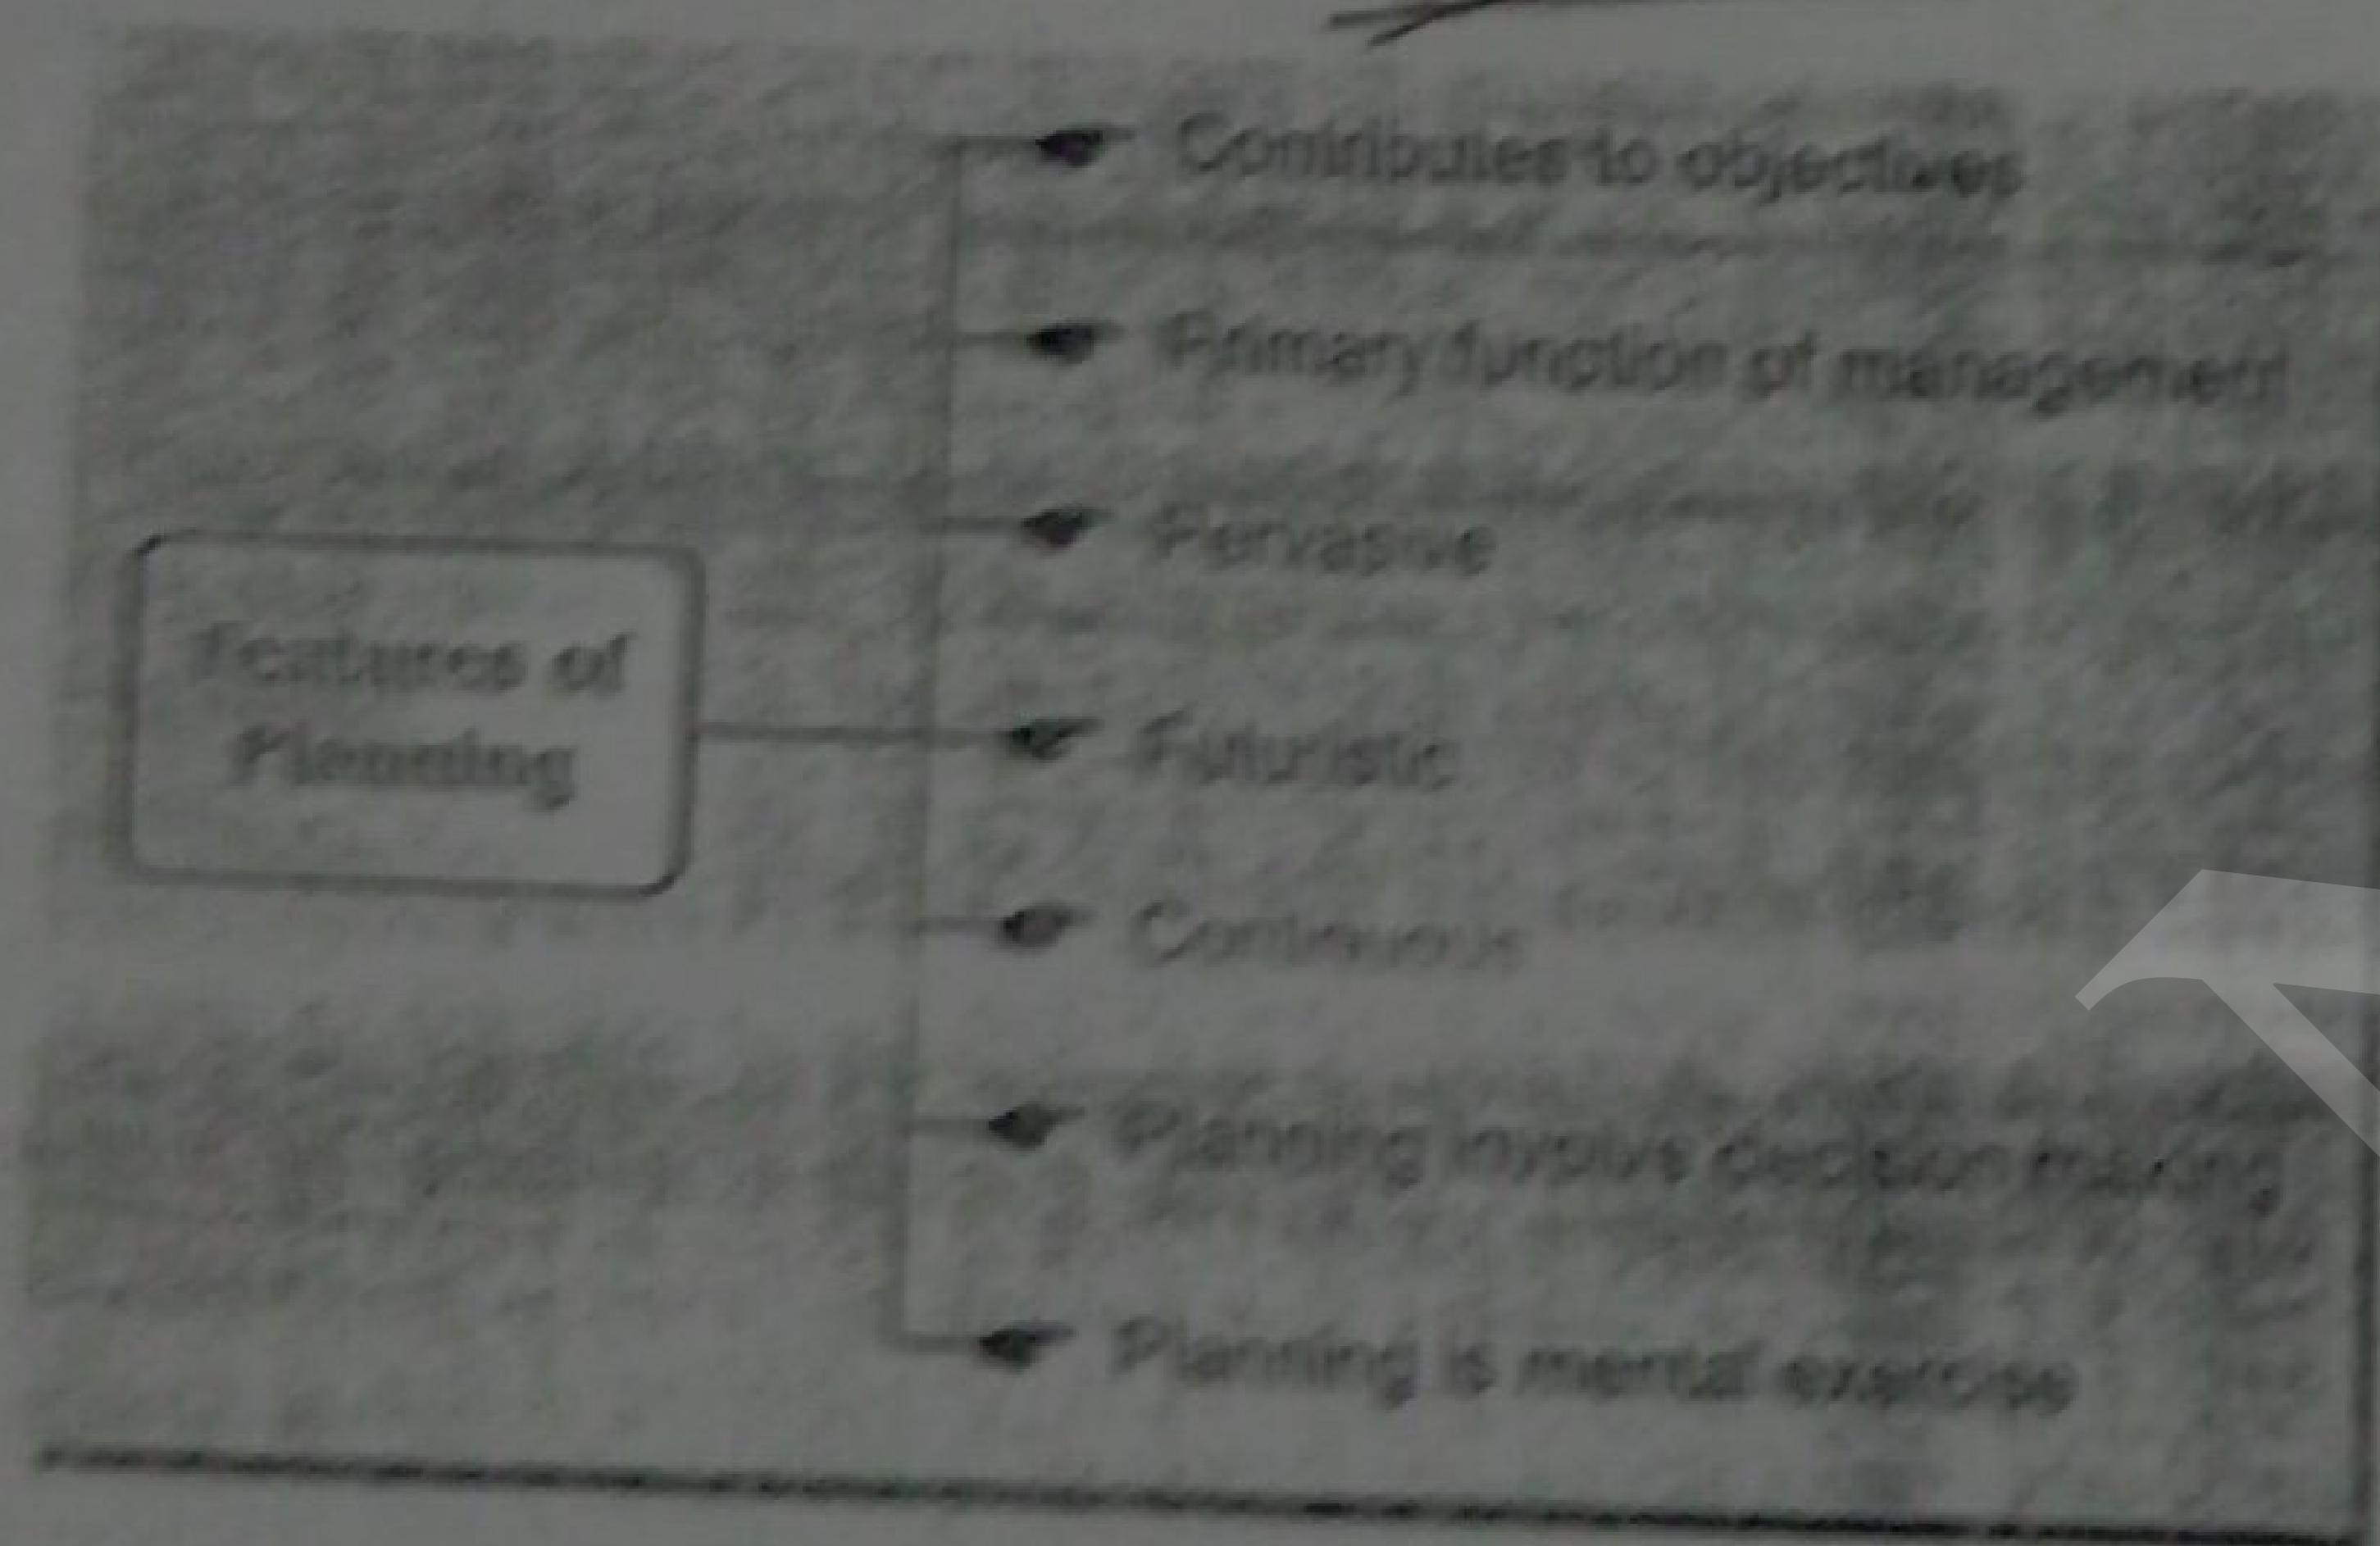 Contributes to objectives
Primary function of management
Pervasive
Features of
Planning
Futuristic
Continuous
Planning involve decision making
Planning is mental exercise